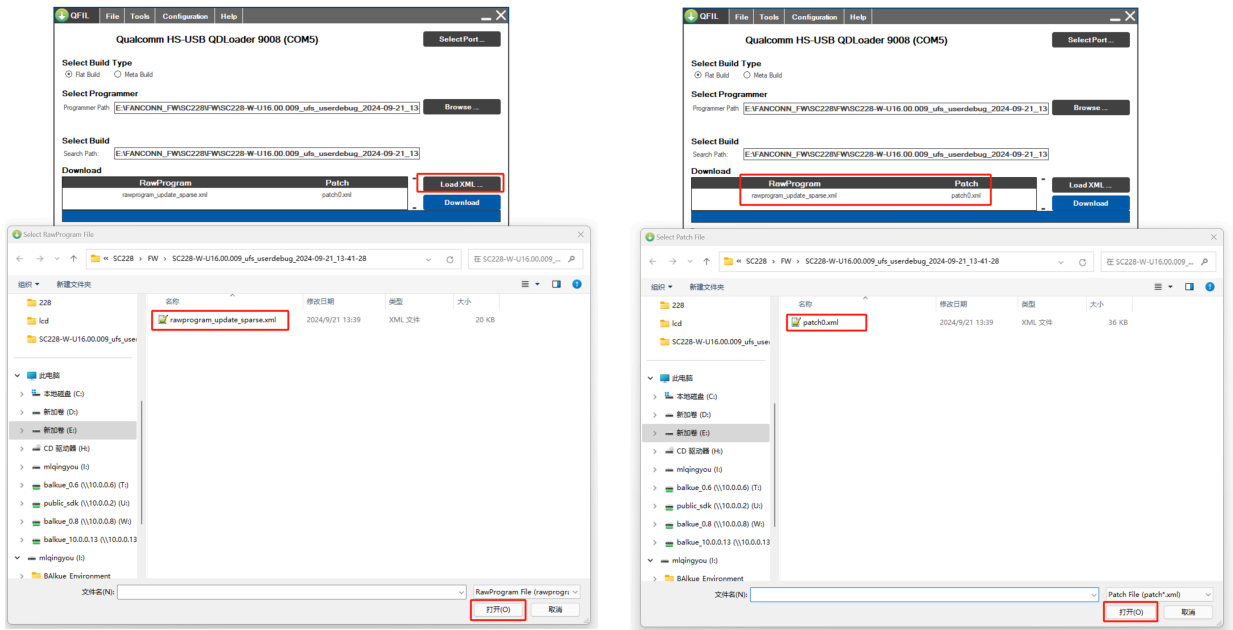 QFIL File Tools Configuration Help
Qualcomm HS-USB QDLoader 9008 (COM5)
Select Port ...
Select Build Type
Flat Build Meta Build
Select Programmer
Programmer Path E:\FANCONN_FW\SC228\FW\SC228-W-U16.00.009_ufs_userdebug_2024-09-21_13
Browse ...
Select Build
Search Path: E:\FANCONN_FW\SC228\FW\SC228-W-U16.00.009_ufs_userdebug_2024-09-21_13
Download
RawProgram Patch
Load XML ...
rawprogram_update_sparse.xml patch0.xml
Download
Select RawProgram File
« SC228 › FW › SC228-W-U16.00.009_ufs_userdebug_2024-09-21_13-41-28
在 SC228-W-U16.00.009_...
组织 新建文件夹
名称 修改日期 类型 大小
228
lcd
SC228-W-U16.00.009_ufs_user
rawprogram_update_sparse.xml 2024/9/21 13:39 XML 文件 20 KB
此电脑
本地磁盘 (C:)
新加卷 (D:)
新加卷 (E:)
CD 驱动器 (H:)
mlqingyou (I:)
balkue_0.6 (\\10.0.0.6) (T:)
public_sdk (\\10.0.0.2) (U:)
balkue_0.8 (\\10.0.0.8) (W:)
balkue_10.0.0.13 (\\10.0.0.13
mlqingyou (I:)
BAlkue Environment
文件名(N):
RawProgram File (rawprogra
打开(O) 取消
QFIL File Tools Configuration Help
Qualcomm HS-USB QDLoader 9008 (COM5)
Select Port ...
Select Build Type
Flat Build Meta Build
Select Programmer
Programmer Path E:\FANCONN_FW\SC228\FW\SC228-W-U16.00.009_ufs_userdebug_2024-09-21_13
Browse ...
Select Build
Search Path: E:\FANCONN_FW\SC228\FW\SC228-W-U16.00.009_ufs_userdebug_2024-09-21_13
Download
RawProgram Patch
Load XML ...
rawprogram_update_sparse.xml patch0.xml
Download
Select Patch File
« SC228 › FW › SC228-W-U16.00.009_ufs_userdebug_2024-09-21_13-41-28
在 SC228-W-U16.00.009_...
组织 新建文件夹
名称 修改日期 类型 大小
228
lcd
SC228-W-U16.00.009_ufs_user
patch0.xml 2024/9/21 13:39 XML 文件 36 KB
此电脑
本地磁盘 (C:)
新加卷 (D:)
新加卷 (E:)
CD 驱动器 (H:)
mlqingyou (I:)
balkue_0.6 (\\10.0.0.6) (T:)
public_sdk (\\10.0.0.2) (U:)
balkue_0.8 (\\10.0.0.8) (W:)
balkue_10.0.0.13 (\\10.0.0.13
mlqingyou (I:)
BAlkue Environment
文件名(N):
Patch File (patch*.xml)
打开(O) 取消